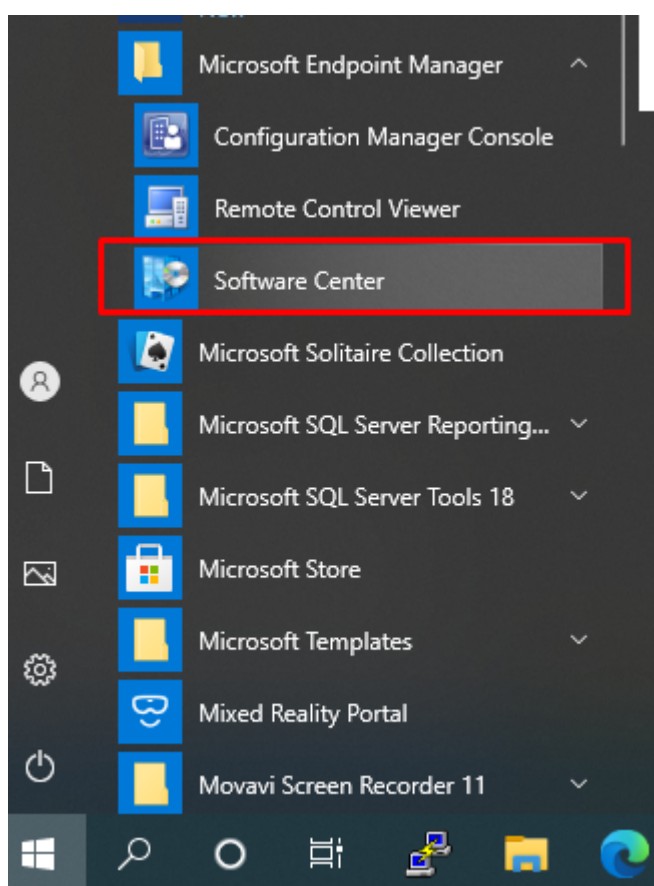 Microsoft Endpoint Manager
Configuration Manager Console
Remote Control Viewer
Software Center
Microsoft Solitaire Collection
Microsoft SQL Server Reporting...
Microsoft SQL Server Tools 18
Microsoft Store
Microsoft Templates
Mixed Reality Portal
Movavi Screen Recorder 11